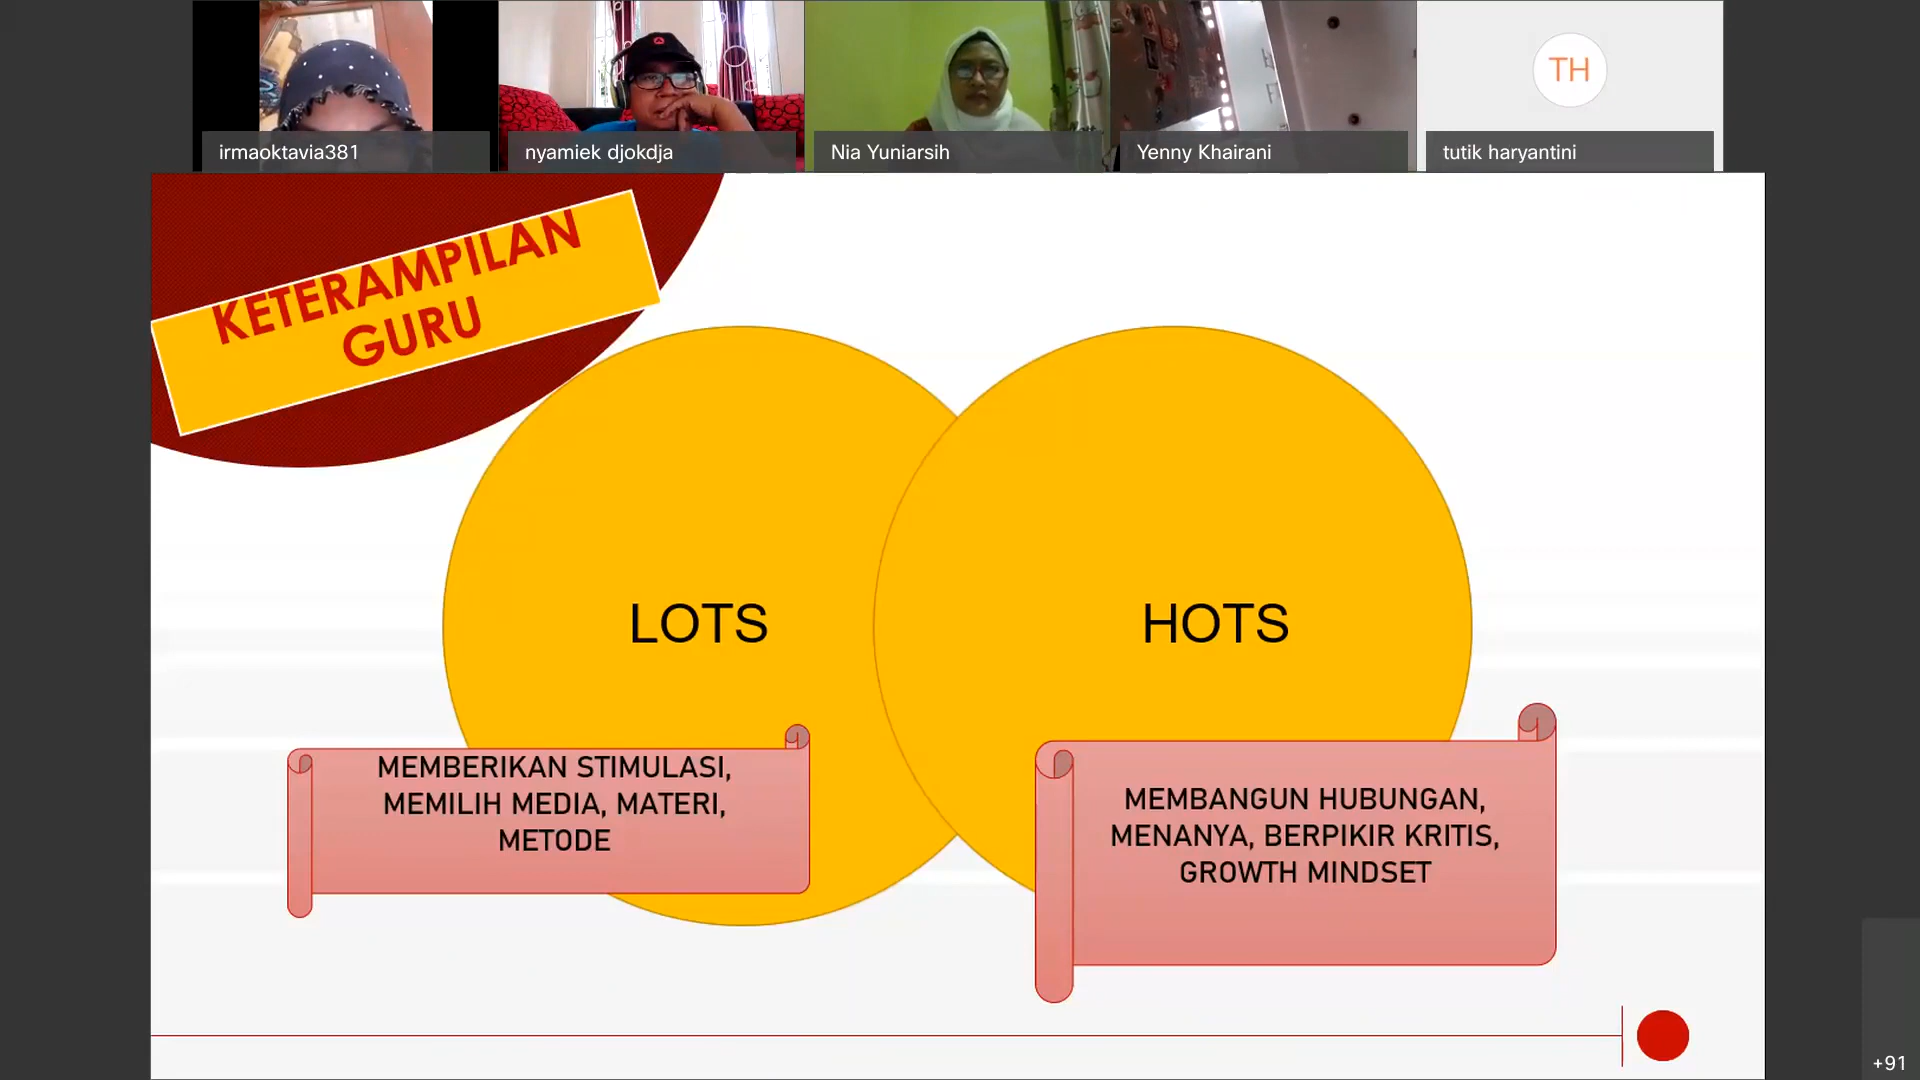 irmaoktavia381
nyamiek djokdja
Nia Yuniarsih
Yenny Khairani
TH
tutik haryantini
KETERAMPILAN
GURU
LOTS
HOTS
MEMBERIKAN STIMULASI,
MEMILIH MEDIA, MATERI,
METODE
MEMBANGUN HUBUNGAN,
MENANYA, BERPIKIR KRITIS,
GROWTH MINDSET
+91